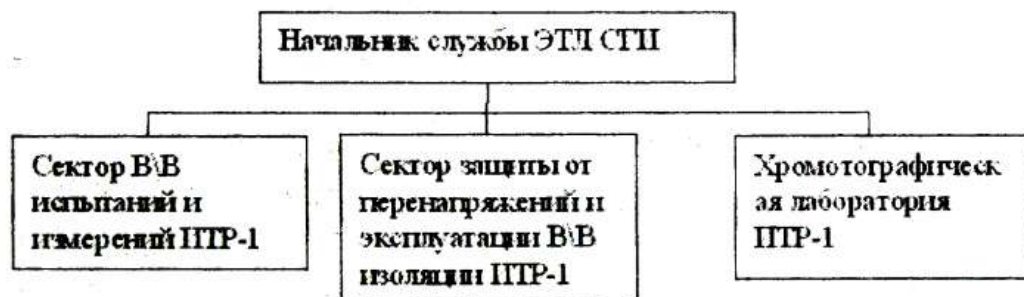 Начальник службы ЭТЛ СТП
Сектор В\В
испытаний и
измерений ПТР-1
Сектор защиты от
перенапряжений и
эксплуатации В\В
изоляции ПТР-1
Хромотографическ
ая лаборатория
ПТР-1